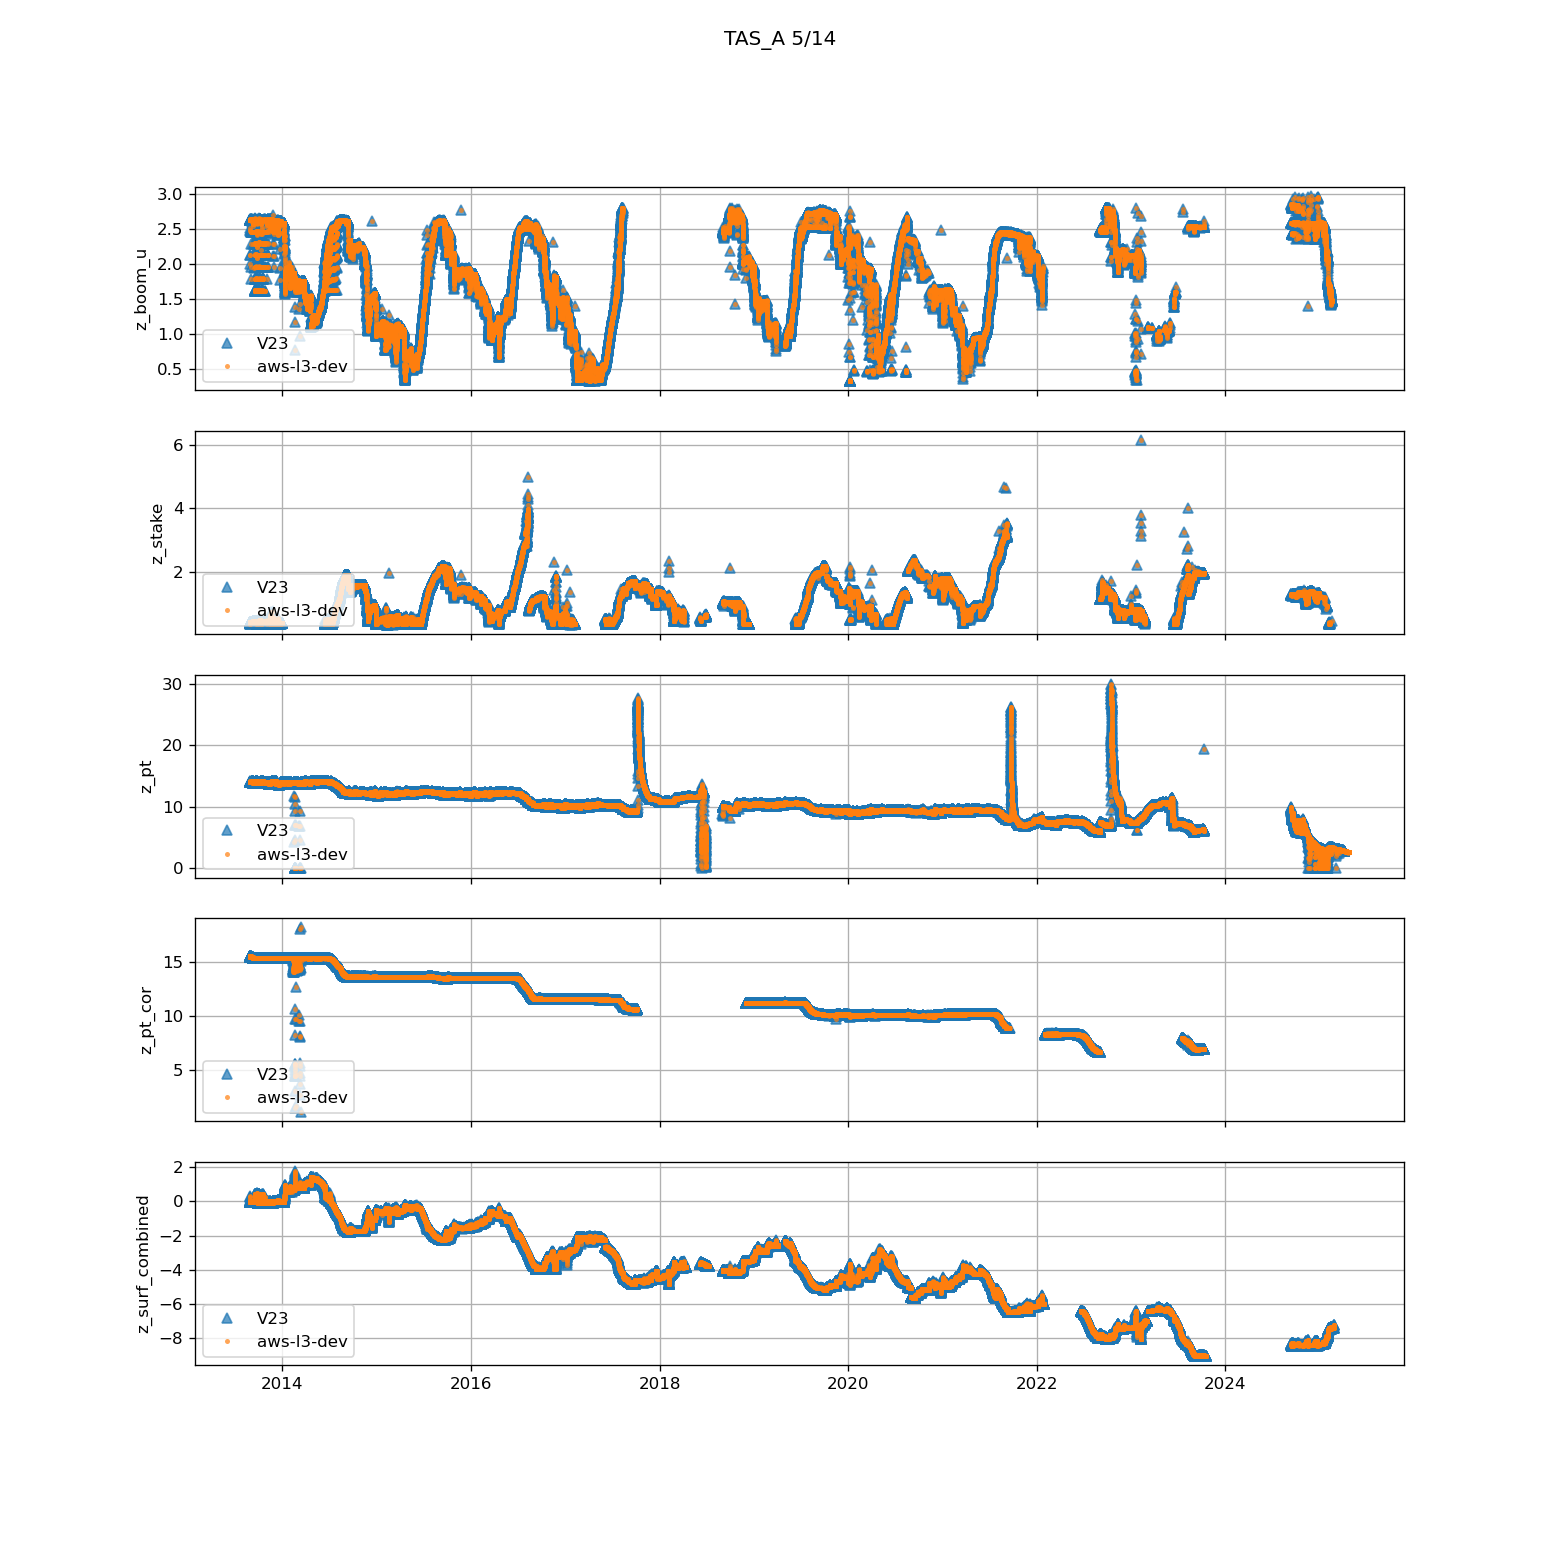 TAS_A 5/14
3.0
2.5
2.0
1.5
1.0
0.5
z_boom_u
V23
aws-l3-dev
6
4
2
z_stake
V23
aws-l3-dev
30
20
10
0
z_pt
V23
aws-l3-dev
15
10
5
z_pt_cor
V23
aws-l3-dev
2
0
−2
−4
−6
−8
z_surf_combined
V23
aws-l3-dev
2014 2016 2018 2020 2022 2024